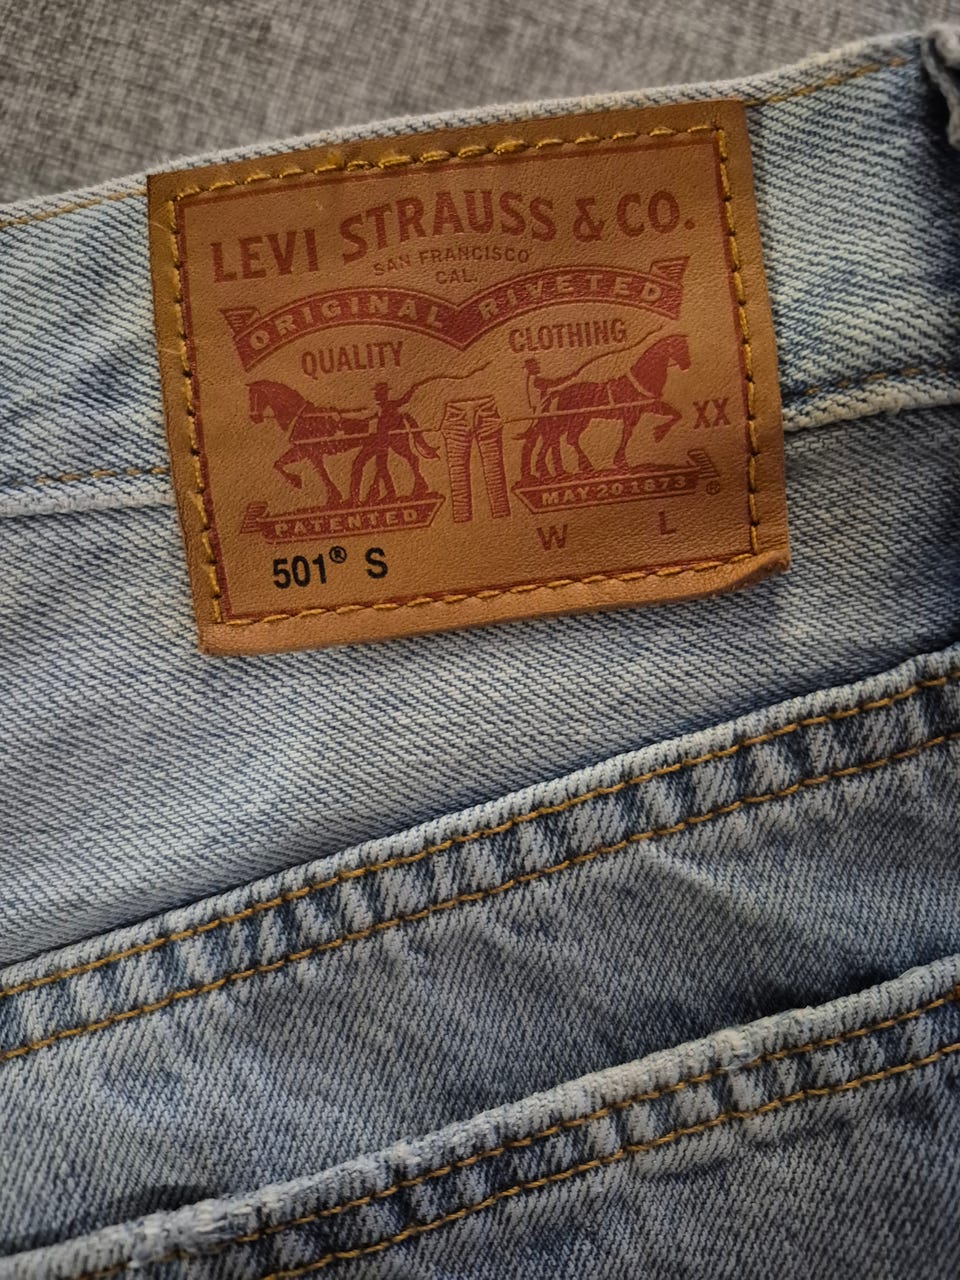 LEVI STRAUSS & CO.
SAN FRANCISCO
CAL.
ORIGINAL RIVETED
QUALITY CLOTHING
XX
PATENTED MAY 20 1873 ®
W L
501® S